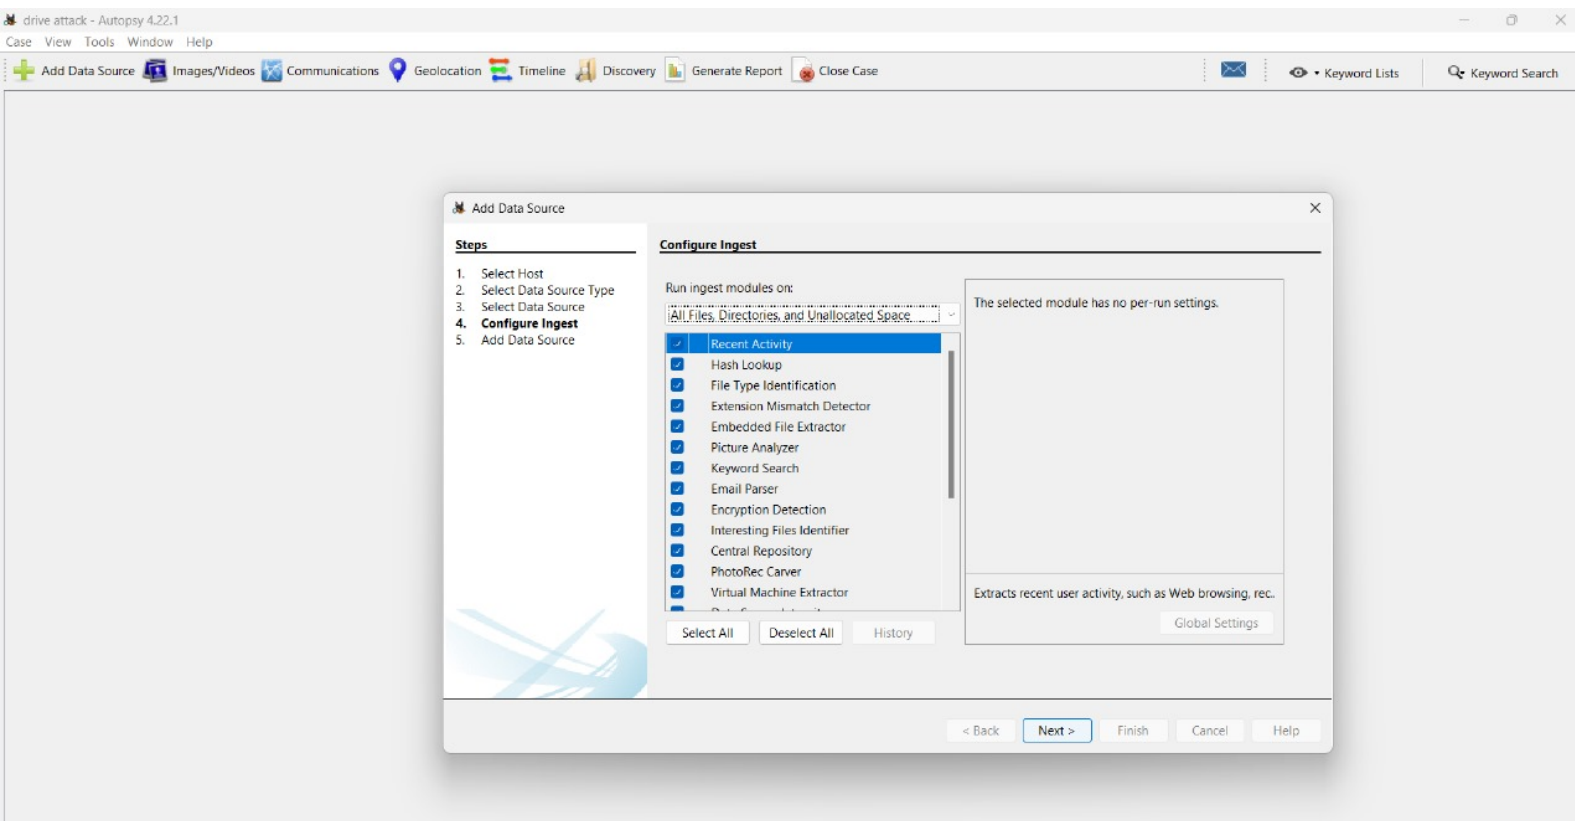 drive attack - Autopsy 4.22.1
Case View Tools Window Help
Add Data Source Images/Videos Communications Geolocation Timeline Discovery Generate Report Close Case Keyword Lists Keyword Search
Add Data Source
Steps
1. Select Host
2. Select Data Source Type
3. Select Data Source
4. Configure Ingest
5. Add Data Source
Configure Ingest
Run ingest modules on:
All Files, Directories, and Unallocated Space
Recent Activity
Hash Lookup
File Type Identification
Extension Mismatch Detector
Embedded File Extractor
Picture Analyzer
Keyword Search
Email Parser
Encryption Detection
Interesting Files Identifier
Central Repository
PhotoRec Carver
Virtual Machine Extractor
Select All Deselect All History
The selected module has no per-run settings.
Extracts recent user activity, such as Web browsing, rec..
Global Settings
< Back Next > Finish Cancel Help